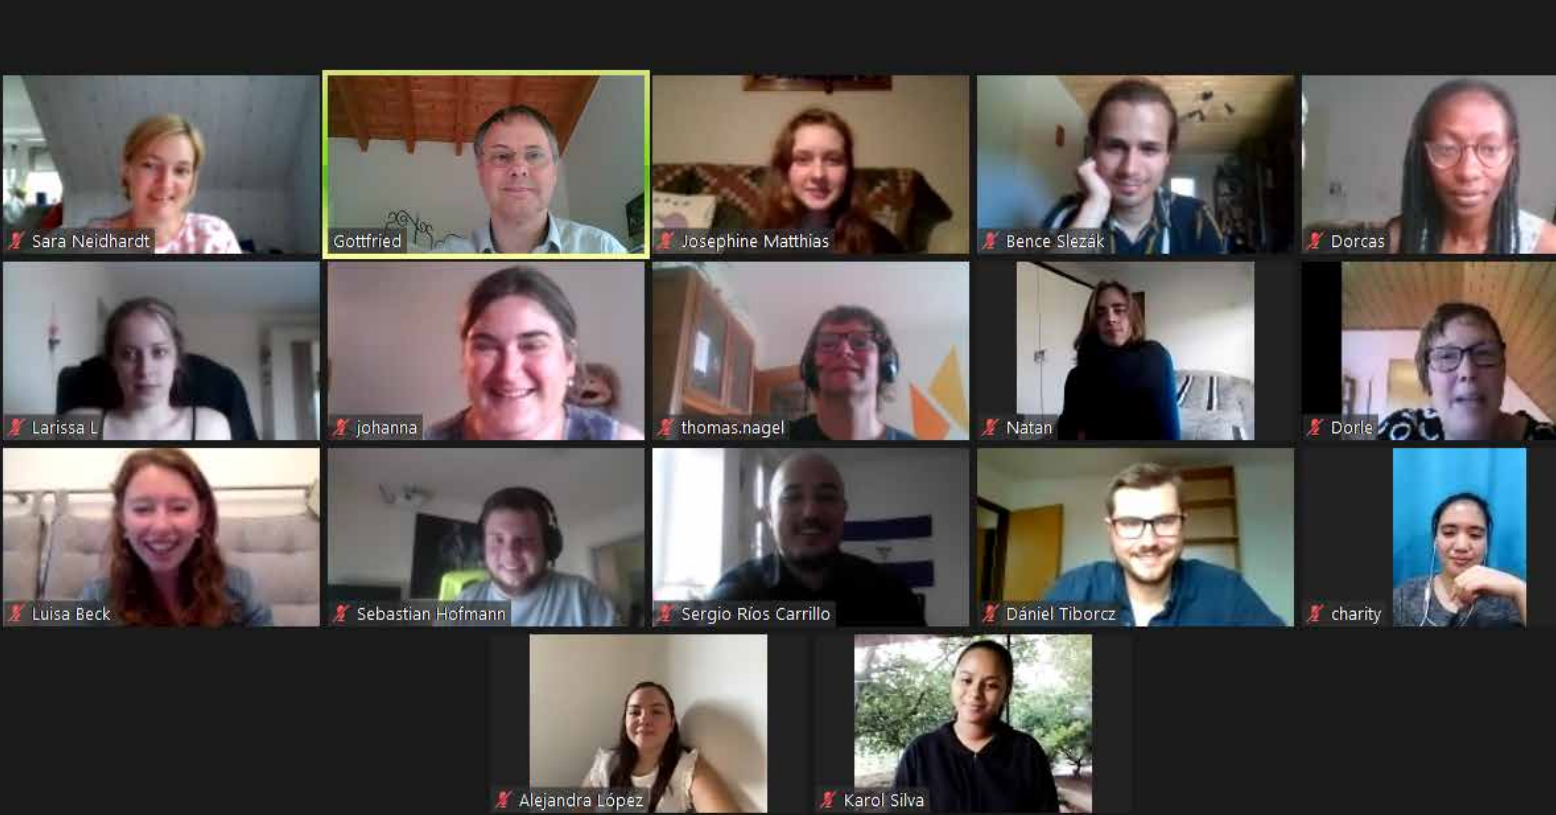 Sara Neidhardt
Gottfried
Josephine Matthias
Bence Slezák
Dorcas
Larissa L
johanna
thomas.nagel
Natan
Dorle
Luisa Beck
Sebastian Hofmann
Sergio Ríos Carrillo
Dániel Tiborcz
charity
Alejandra López
Karol Silva